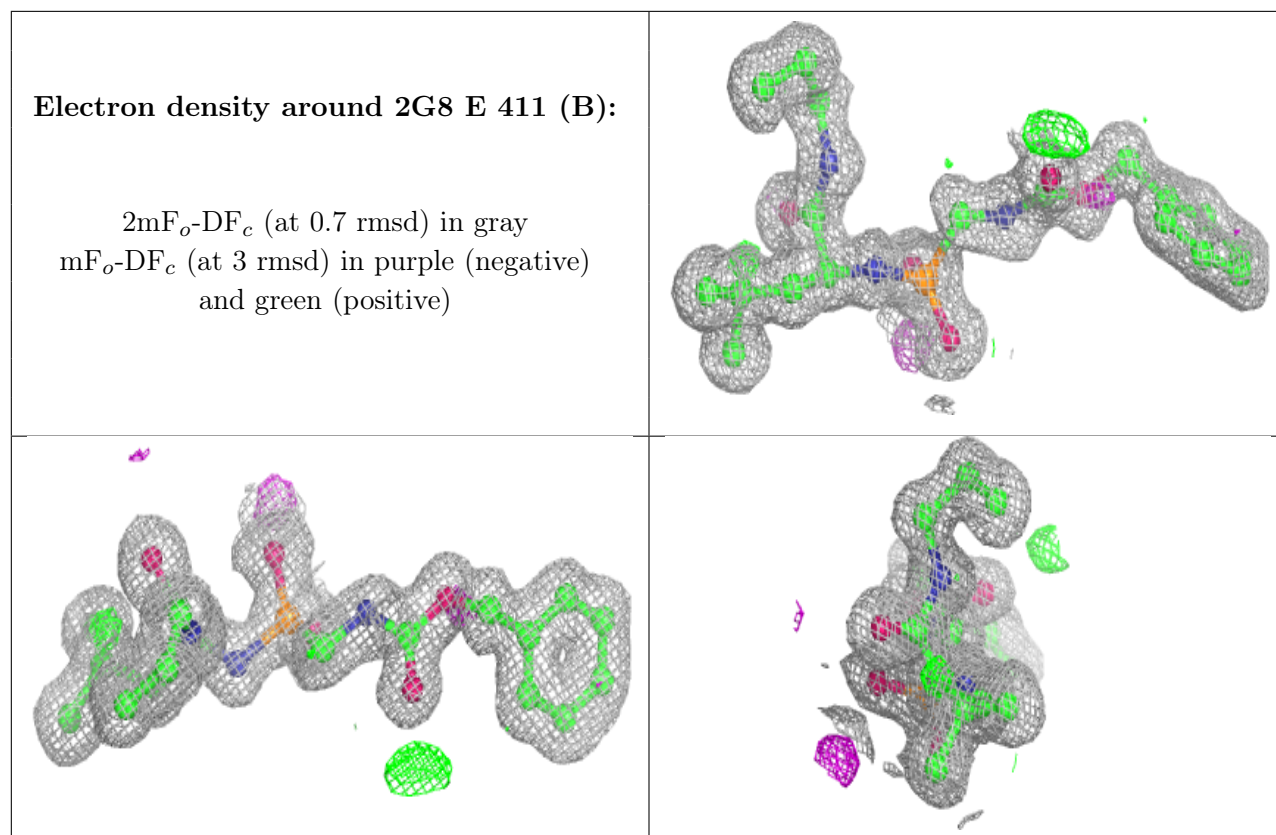 Electron density around 2G8 E 411 (B):
2mFₒ-DF𝒸 (at 0.7 rmsd) in gray
mFₒ-DF𝒸 (at 3 rmsd) in purple (negative)
and green (positive)